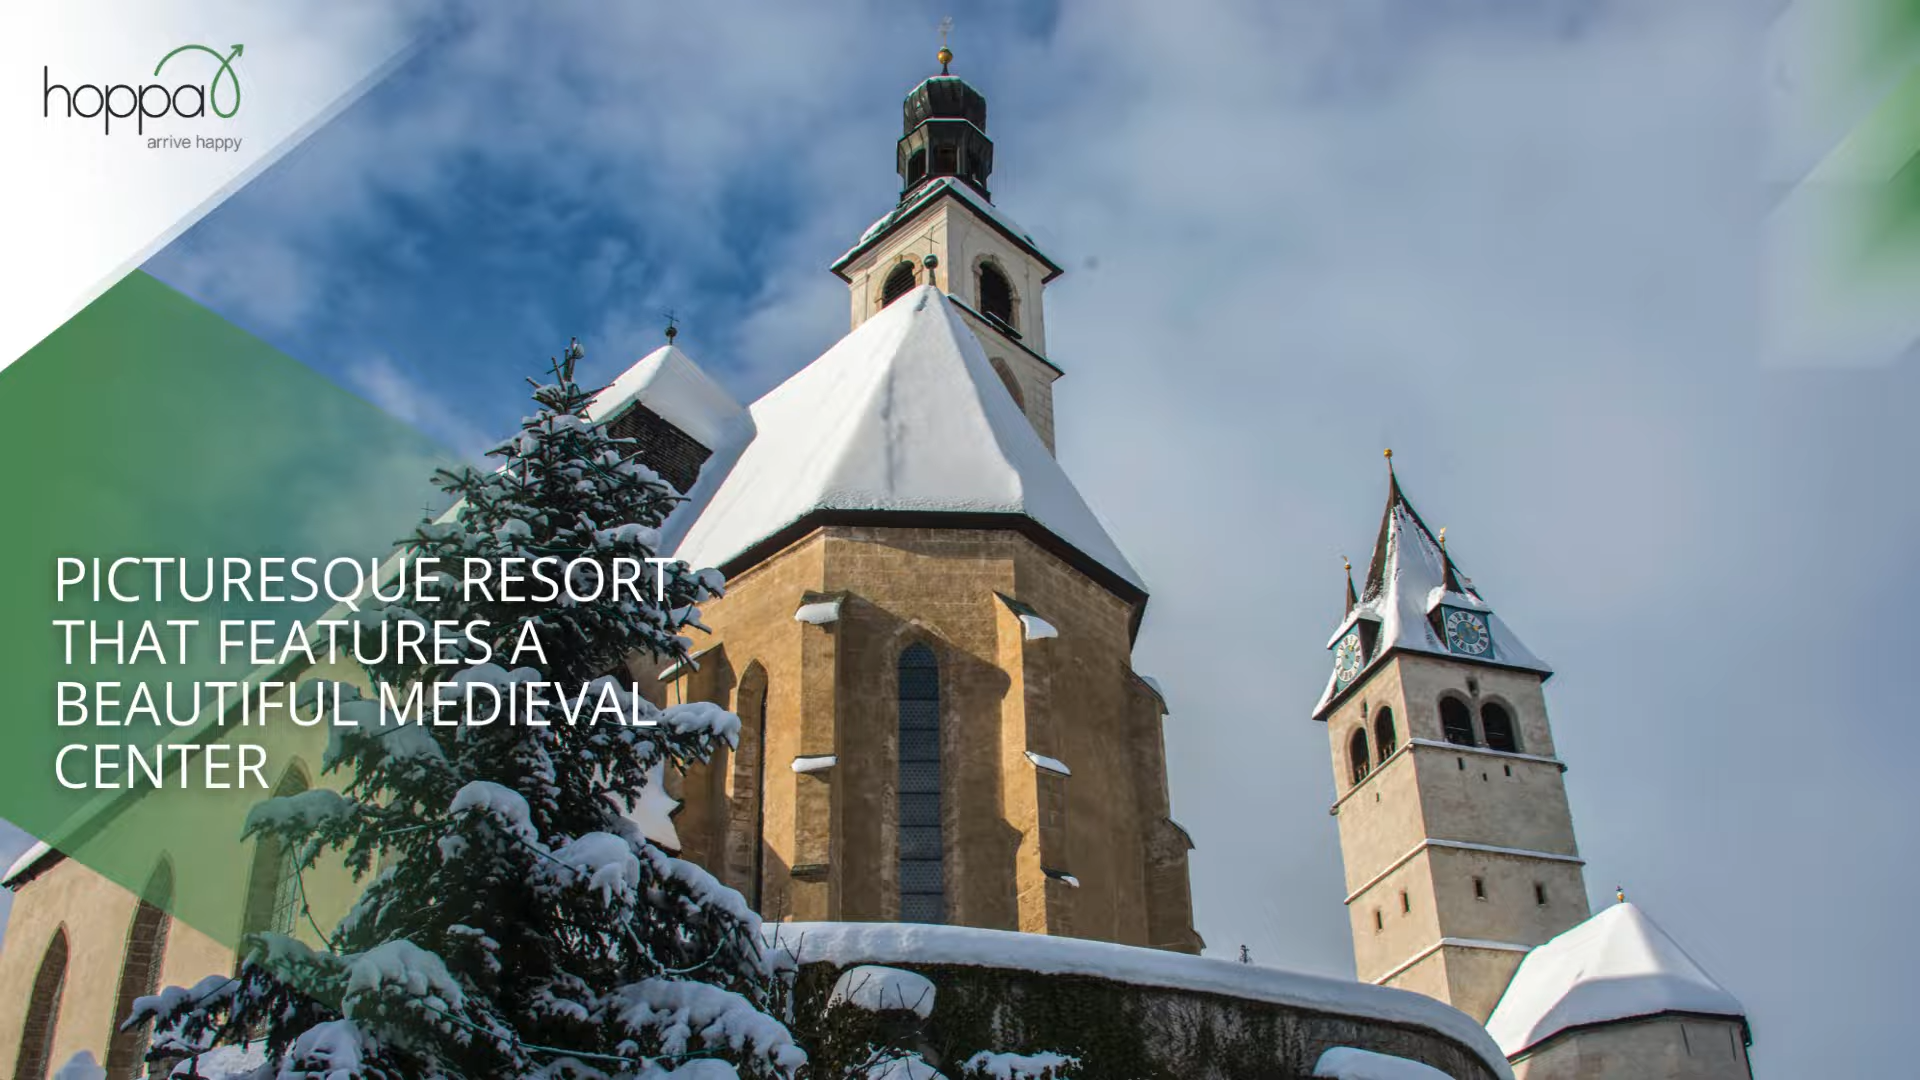 hoppa
arrive happy
PICTURESQUE RESORT
THAT FEATURES A
BEAUTIFUL MEDIEVAL
CENTER